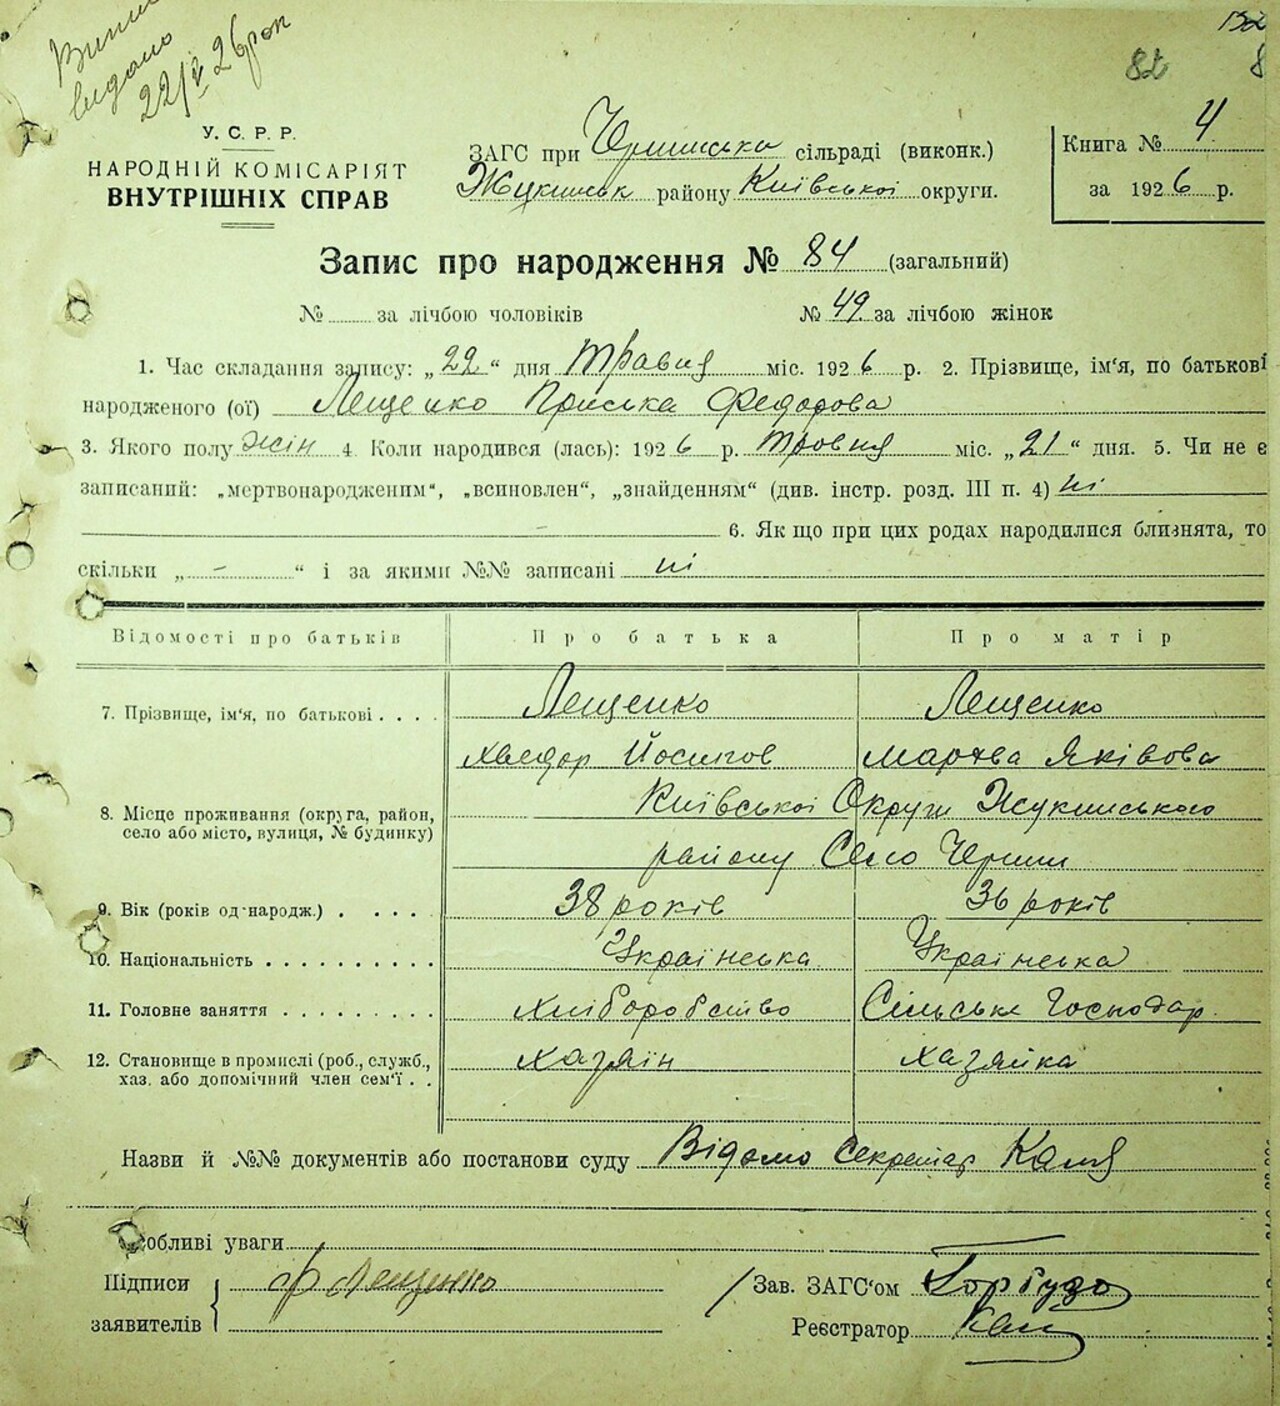 видано
22/V 26 рок
82
У. С. Р. Р.
НАРОДНІЙ КОМІСАРІЯТ
ВНУТРІШНІХ СПРАВ
ЗАГС при Чернинська сільраді (виконк.)
Жукинськ району Київської округи.
Книга № 4
за 1926 р.
Запис про народження № 84 (загальний)
№ за лічбою чоловіків № 49 за лічбою жінок
1. Час складання запису: „22“ дня Травня міс. 1926 р. 2. Прізвище, ім'я, по батькові
народженого (ої) Лещенко Приська Федорова
3. Якого полу жін 4. Коли народився (лась): 1926 р. тровня міс. „21“ дня. 5. Чи не є
записаний: „мертвонародженим“, „всиновлен“, „знайденням“ (див. інстр. розд. III п. 4) ні
— 6. Як що при цих родах народилися близнята, то
скільки „ – “ і за якими №№ записані ні
Відомості про батьків Про батька Про матір
7. Прізвище, ім'я, по батькові . . . . Лещенко Лещенко
Хведор Йосипов Мархва Яківова
8. Місце проживання (округа, район, село або місто, вулиця, № будинку) Київської Округи Жукинського
району Село Чернин
9. Вік (років од народж.) . . . . 38 років 36 років
10. Національність . . . . . . . . . . Українська Українська
11. Головне заняття . . . . . . . . . Хліборобство Сільське Господар.
12. Становище в промислі (роб., служб., хаз. або допомічний член сем'ї . . хазяїн хазяйка
Назви й №№ документів або постанови суду Відомо Секретар
Особливі уваги
Підписи Ф Лещенко Зав. ЗАГС'ом
заявителів Реєстратор